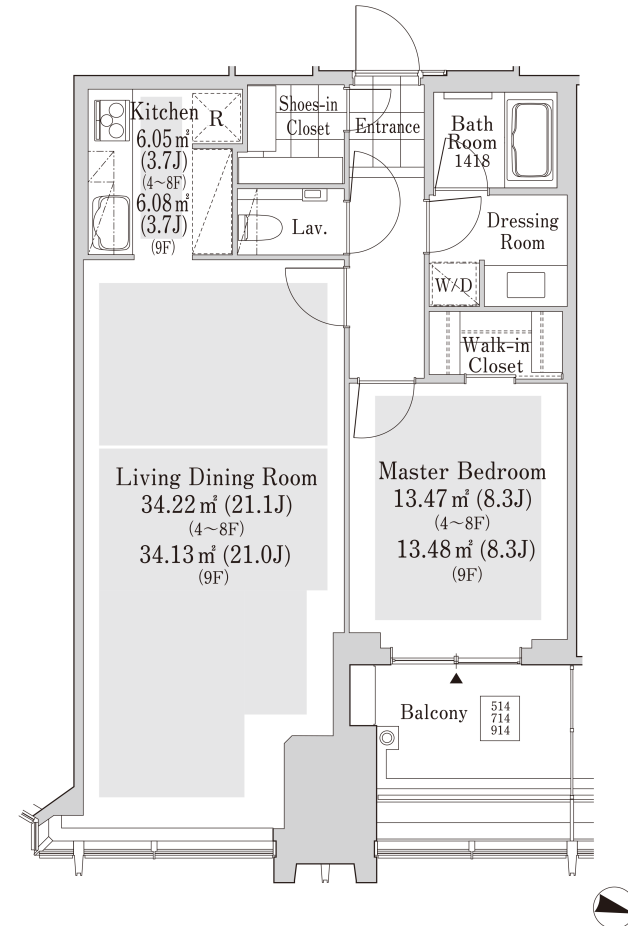 Kitchen
6.05㎡
(3.7J)
(4〜8F)
6.08㎡
(3.7J)
(9F)
R
Shoes-in
Closet
Entrance
Bath
Room
1418
Lav.
Dressing
Room
W/D
Walk-in
Closet
Living Dining Room
34.22㎡ (21.1J)
(4〜8F)
34.13㎡ (21.0J)
(9F)
Master Bedroom
13.47㎡ (8.3J)
(4〜8F)
13.48㎡ (8.3J)
(9F)
Balcony
514
714
914